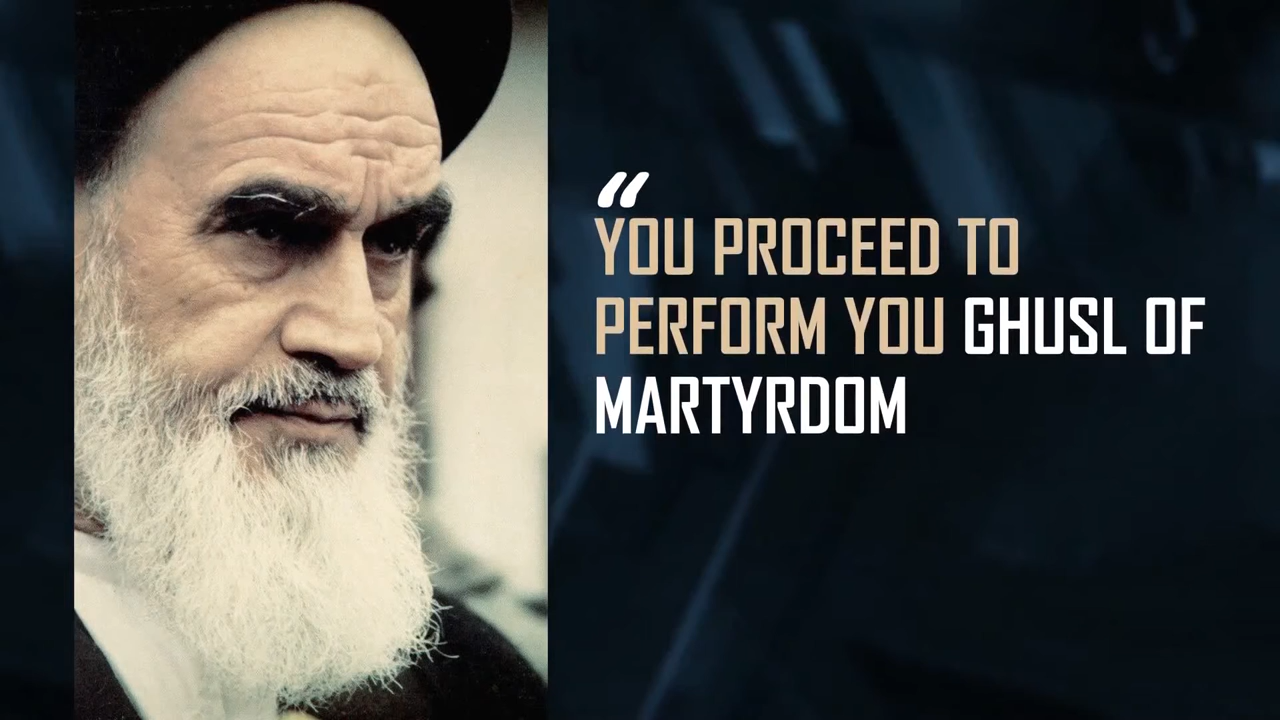 “
YOU PROCEED TO
PERFORM YOU GHUSL OF
MARTYRDOM